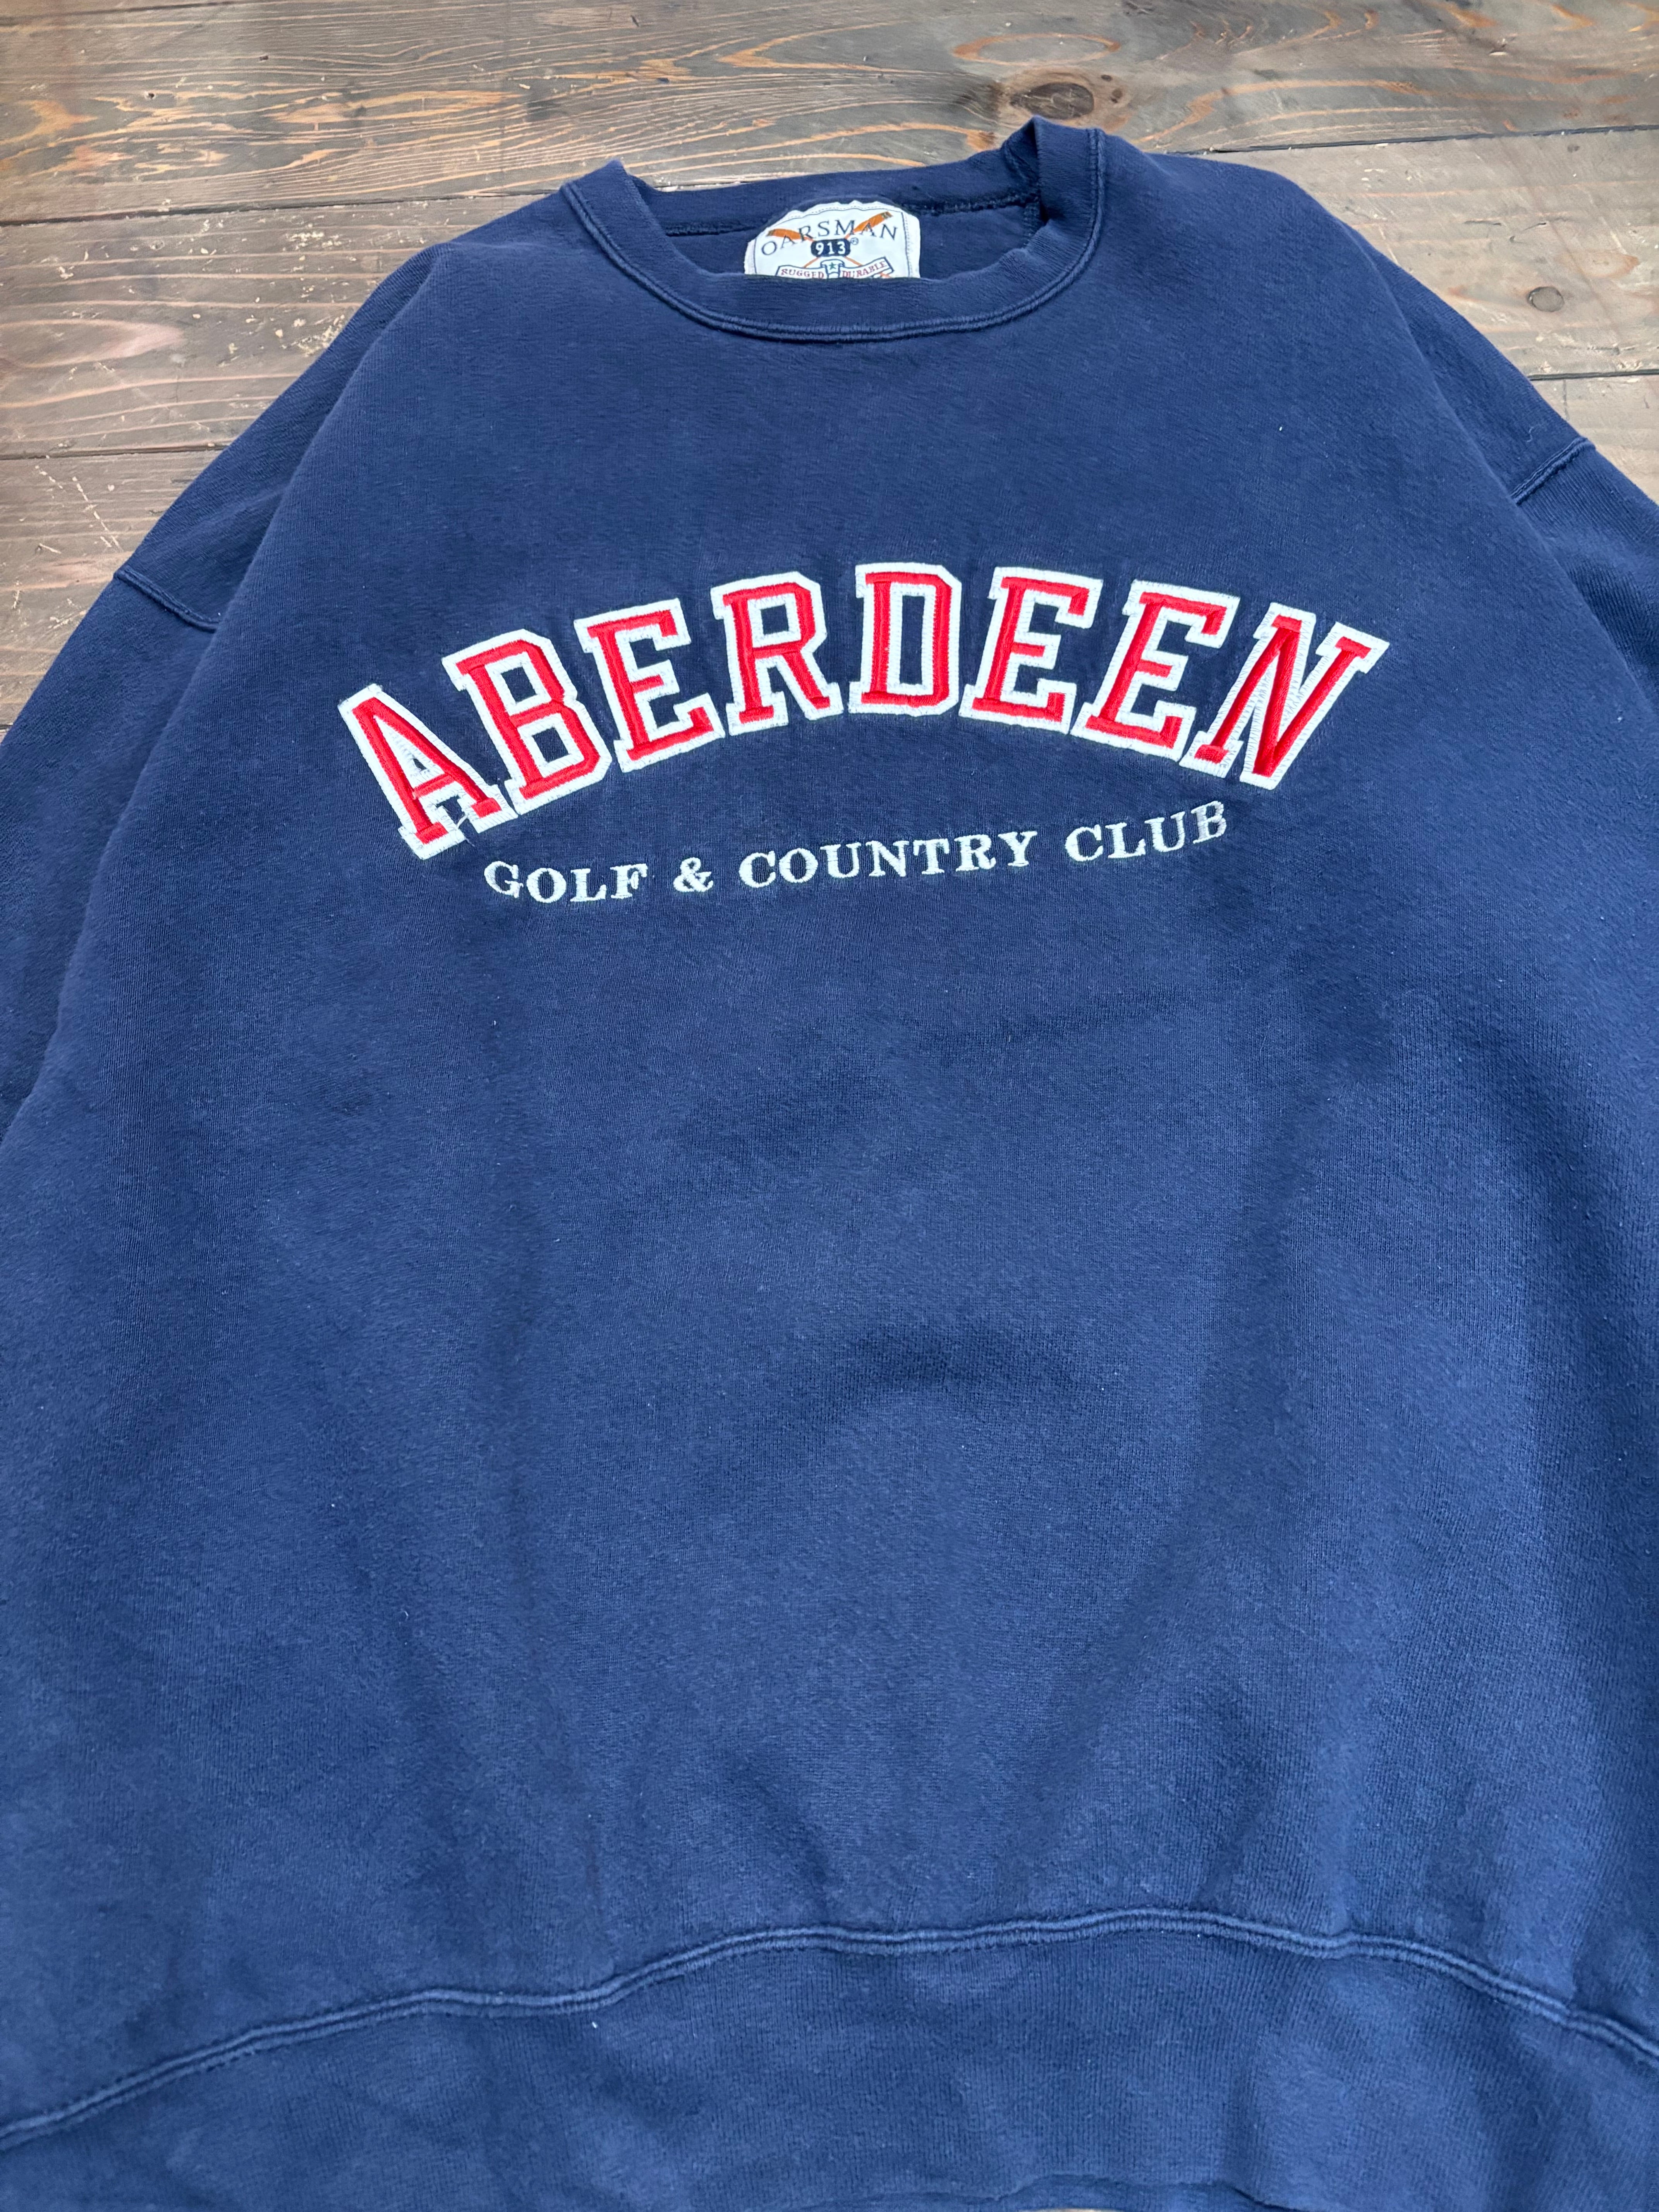 OARSMAN
913®
RUGGED DURABLE
ABERDEEN
GOLF & COUNTRY CLUB